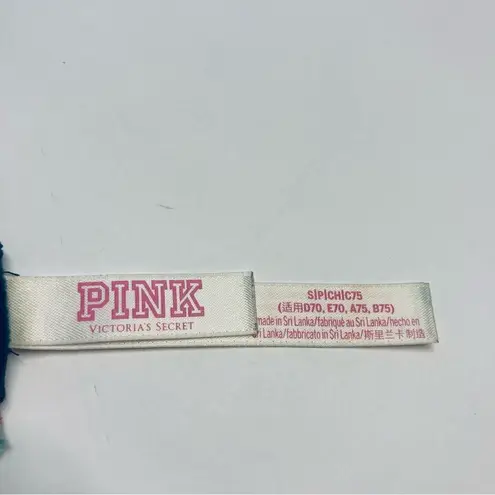 PINK
VICTORIA'S SECRET
S|P|CH|C75
(适用D70, E70, A75, B75)
made in Sri Lanka/fabriqué au Sri Lanka/hecho en
Lanka/fabbricato in Sri Lanka/斯里兰卡 制造